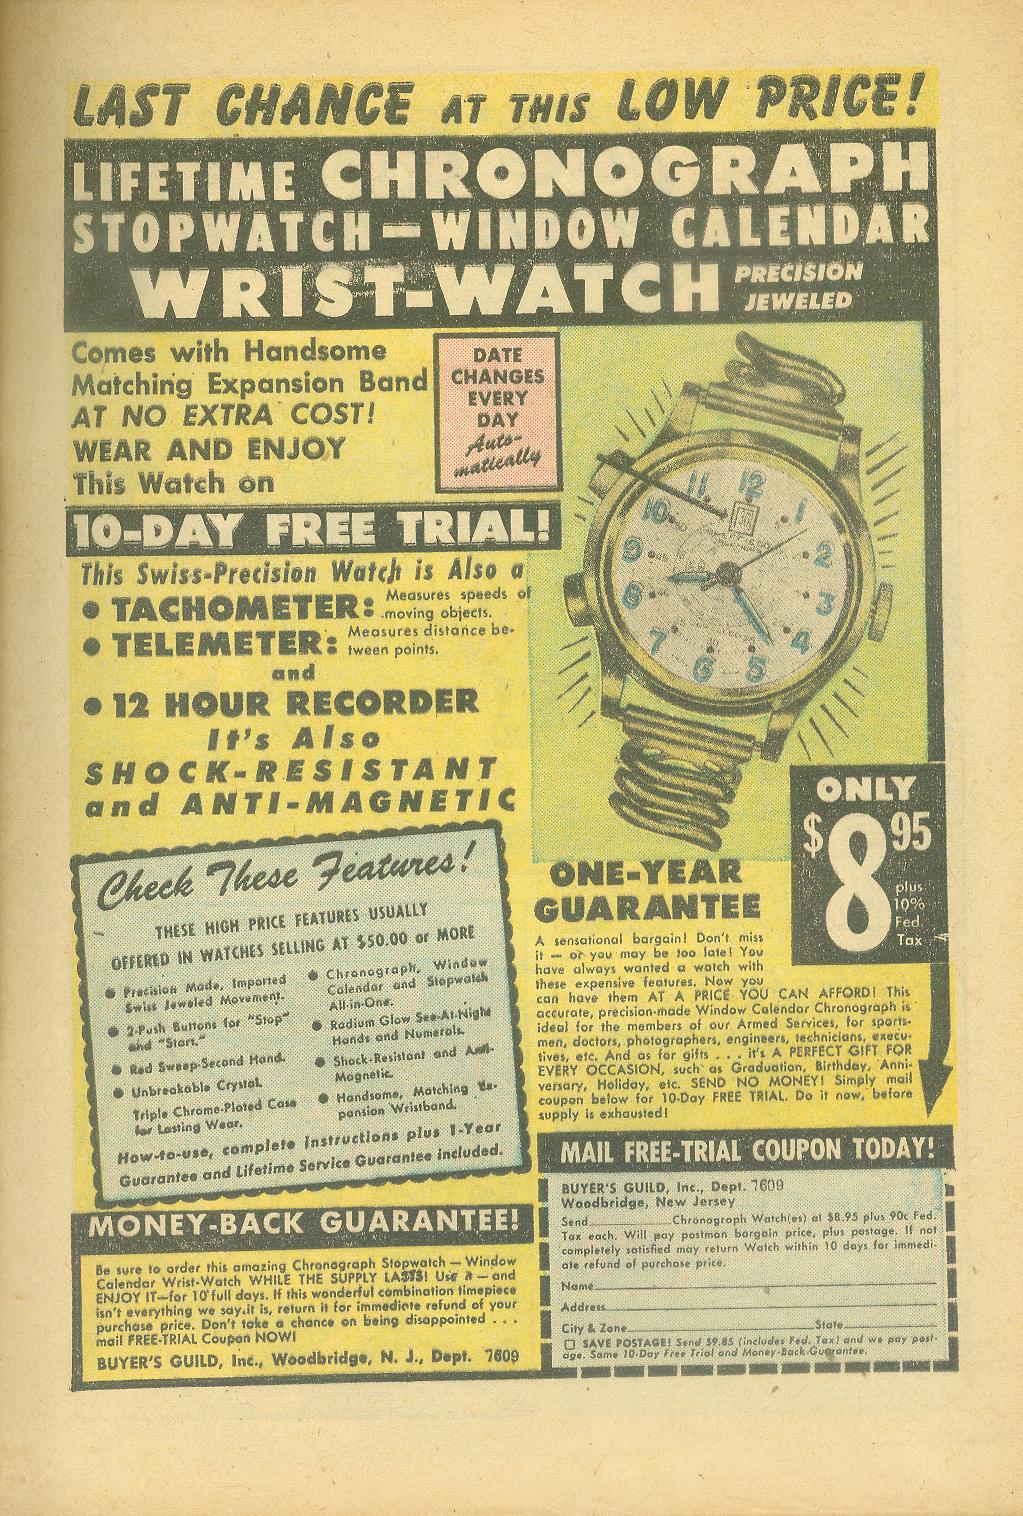 LAST CHANCE AT THIS LOW PRICE!
LIFETIME CHRONOGRAPH
STOPWATCH—WINDOW CALENDAR
WRIST-WATCH PRECISION
JEWELED
Comes with Handsome
Matching Expansion Band
AT NO EXTRA COST!
WEAR AND ENJOY
This Watch on
DATE
CHANGES
EVERY
DAY
Auto-
matically
10-DAY FREE TRIAL!
This Swiss-Precision Watch is Also a
● TACHOMETER: Measures speeds of
moving objects.
● TELEMETER: Measures distance be-
tween points.
and
● 12 HOUR RECORDER
It's Also
SHOCK-RESISTANT
and ANTI-MAGNETIC
12
1
2
3
4
5
6
7
8
9
10
11
ONLY
$8.95
plus
10%
Fed
Tax
Check These Features!
THESE HIGH PRICE FEATURES USUALLY
OFFERED IN WATCHES SELLING AT $50.00 or MORE
● Precision Made, Imported
Swiss Jeweled Movement.
● 2-Push Buttons for "Stop"
and "Start."
● Red Sweep-Second Hand.
● Unbreakable Crystal.
Triple Chrome-Plated Case
for Lasting Wear.
● Chronograph, Window
Calendar and Stopwatch
All-in-One.
● Radium Glow See-At-Night
Hands and Numerals.
● Shock-Resistant and Anti-
Magnetic.
● Handsome, Matching Ex-
pansion Wristband.
How-to-use, complete Instructions plus 1-Year
Guarantee and Lifetime Service Guarantee included.
ONE-YEAR
GUARANTEE
A sensational bargain! Don't miss
it — or you may be too late! You
have always wanted a watch with
these expensive features. Now you
can have them AT A PRICE YOU CAN AFFORD! This
accurate, precision-made Window Calendar Chronograph is
ideal for the members of our Armed Services, for sports-
men, doctors, photographers, engineers, technicians, execu-
tives, etc. And as for gifts . . . it's A PERFECT GIFT FOR
EVERY OCCASION, such as Graduation, Birthday, Anni-
versary, Holiday, etc. SEND NO MONEY! Simply mail
coupon below for 10-Day FREE TRIAL. Do it now, before
supply is exhausted!
MONEY-BACK GUARANTEE!
Be sure to order this amazing Chronograph Stopwatch — Window
Calendar Wrist-Watch WHILE THE SUPPLY LASTS! Use it — and
ENJOY IT—for 10 full days. If this wonderful combination timepiece
isn't everything we say it is, return it for immediate refund of your
purchase price. Don't take a chance on being disappointed . . .
mail FREE-TRIAL Coupon NOW!
BUYER'S GUILD, Inc., Woodbridge, N. J., Dept. 7609
MAIL FREE-TRIAL COUPON TODAY!
BUYER'S GUILD, Inc., Dept. 7609
Woodbridge, New Jersey
Send Chronograph Watch(es) at $8.95 plus 90c Fed.
Tax each. Will pay postman bargain price, plus postage. If not
completely satisfied may return Watch within 10 days for immedi-
ate refund of purchase price.
Name
Address
City & Zone State
□ SAVE POSTAGE! Send $9.85 (includes Fed. Tax) and we pay post-
age. Same 10-Day Free Trial and Money-Back Guarantee.